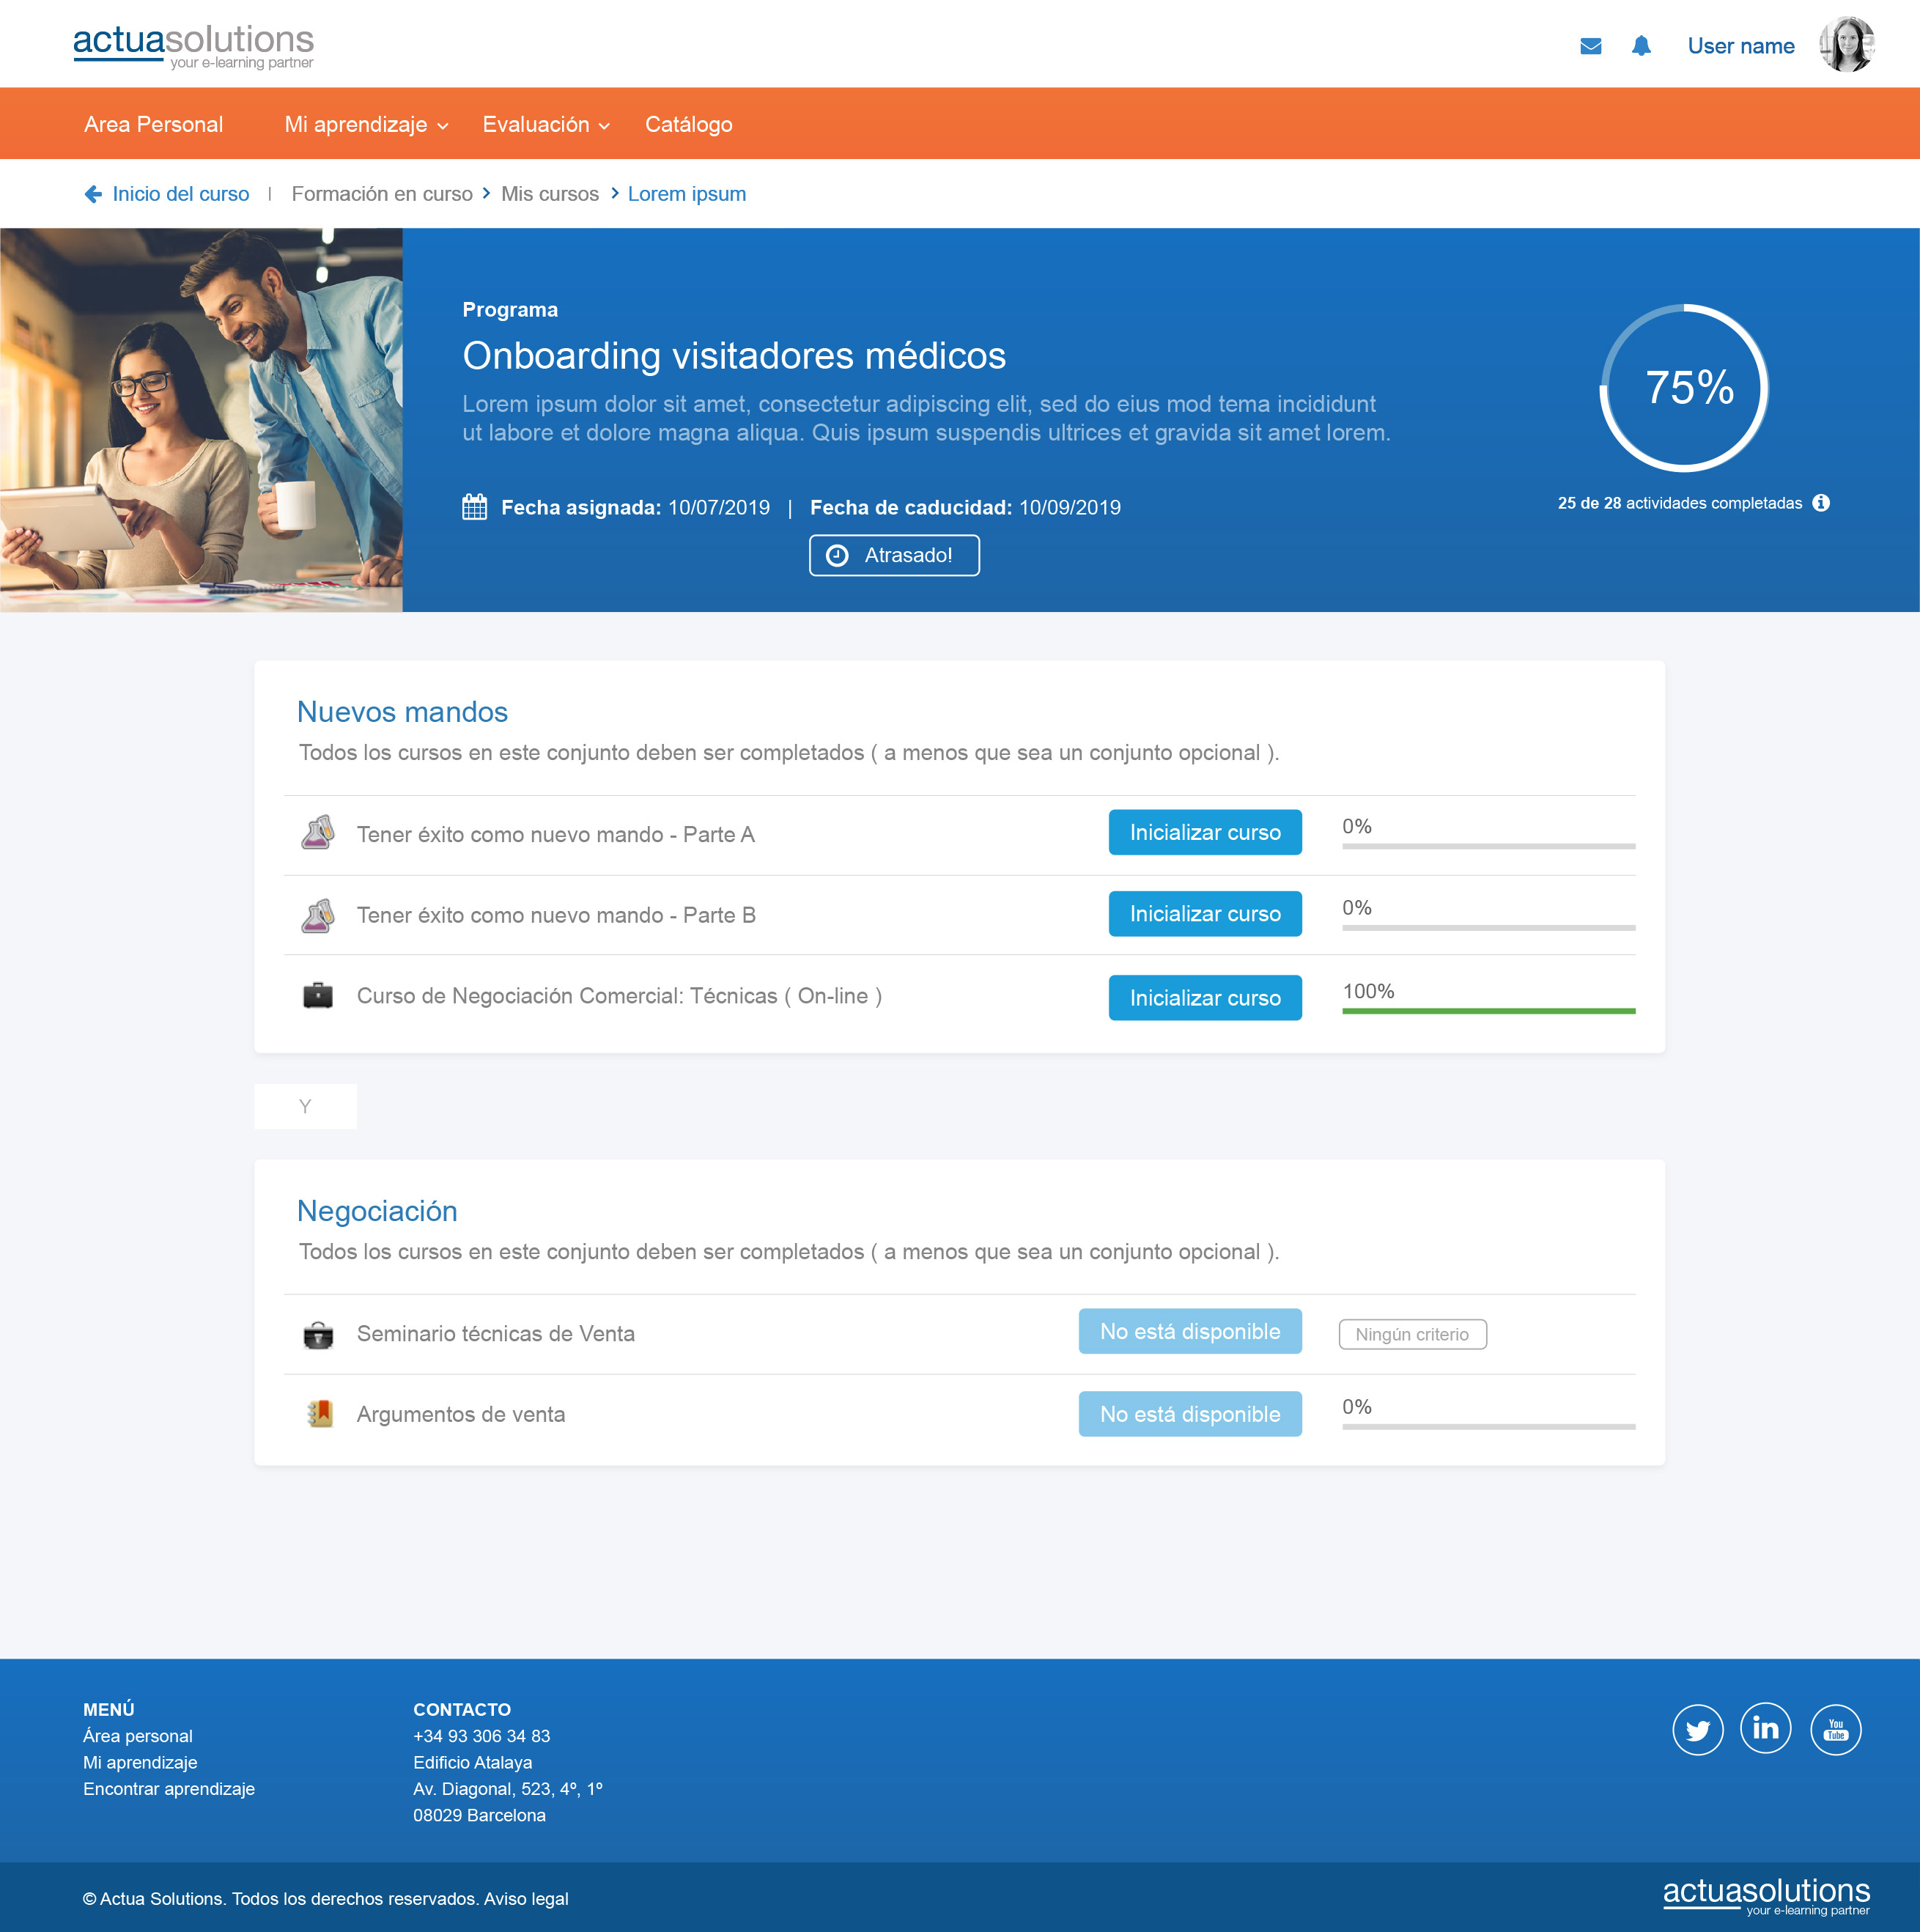 actuasolutions
your e-learning partner
User name
Area Personal Mi aprendizaje Evaluación Catálogo
Inicio del curso | Formación en curso > Mis cursos > Lorem ipsum
Programa
Onboarding visitadores médicos
Lorem ipsum dolor sit amet, consectetur adipiscing elit, sed do eius mod tema incididunt
ut labore et dolore magna aliqua. Quis ipsum suspendis ultrices et gravida sit amet lorem.
Fecha asignada: 10/07/2019 | Fecha de caducidad: 10/09/2019
Atrasado!
75%
25 de 28 actividades completadas
Nuevos mandos
Todos los cursos en este conjunto deben ser completados ( a menos que sea un conjunto opcional ).
Tener éxito como nuevo mando - Parte A Inicializar curso 0%
Tener éxito como nuevo mando - Parte B Inicializar curso 0%
Curso de Negociación Comercial: Técnicas ( On-line ) Inicializar curso 100%
Y
Negociación
Todos los cursos en este conjunto deben ser completados ( a menos que sea un conjunto opcional ).
Seminario técnicas de Venta No está disponible Ningún criterio
Argumentos de venta No está disponible 0%
MENÚ
Área personal
Mi aprendizaje
Encontrar aprendizaje
CONTACTO
+34 93 306 34 83
Edificio Atalaya
Av. Diagonal, 523, 4º, 1º
08029 Barcelona
in
You
Tube
© Actua Solutions. Todos los derechos reservados. Aviso legal
actuasolutions
your e-learning partner